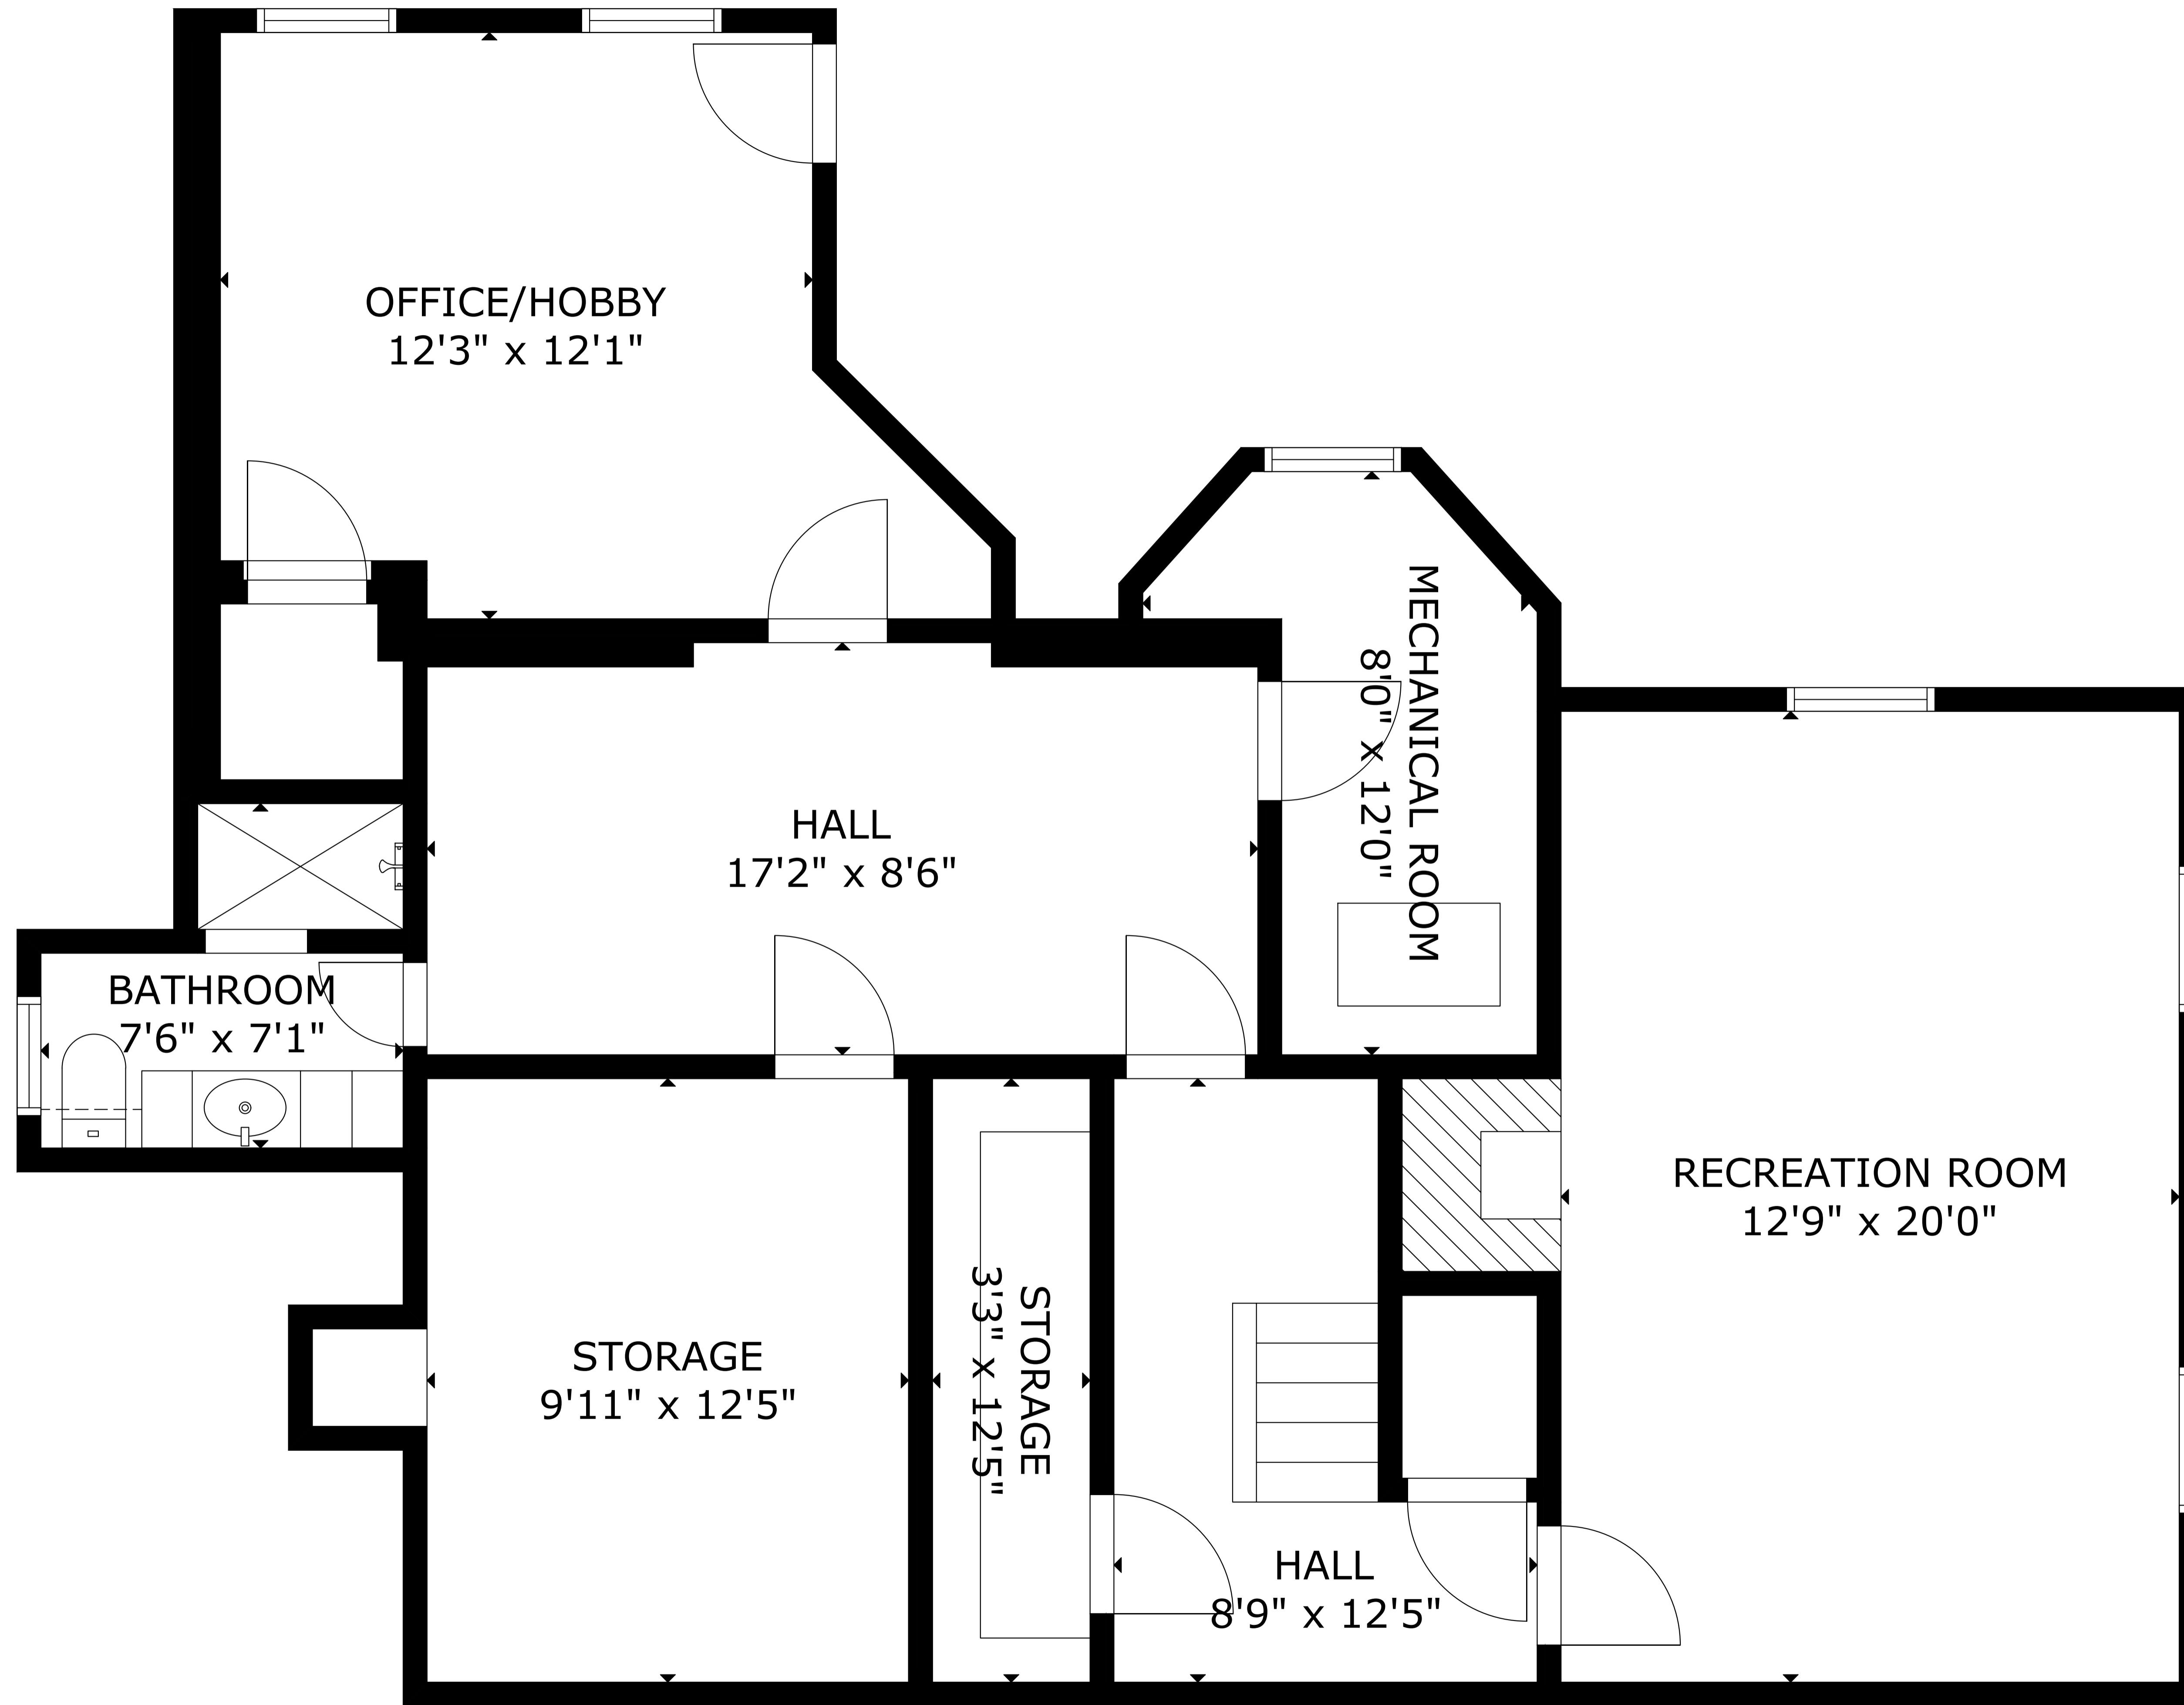 OFFICE/HOBBY
12'3" x 12'1"
MECHANICAL ROOM
8'0" x 12'0"
HALL
17'2" x 8'6"
BATHROOM
7'6" x 7'1"
RECREATION ROOM
12'9" x 20'0"
STORAGE
9'11" x 12'5"
STORAGE
3'3" x 12'5"
HALL
8'9" x 12'5"